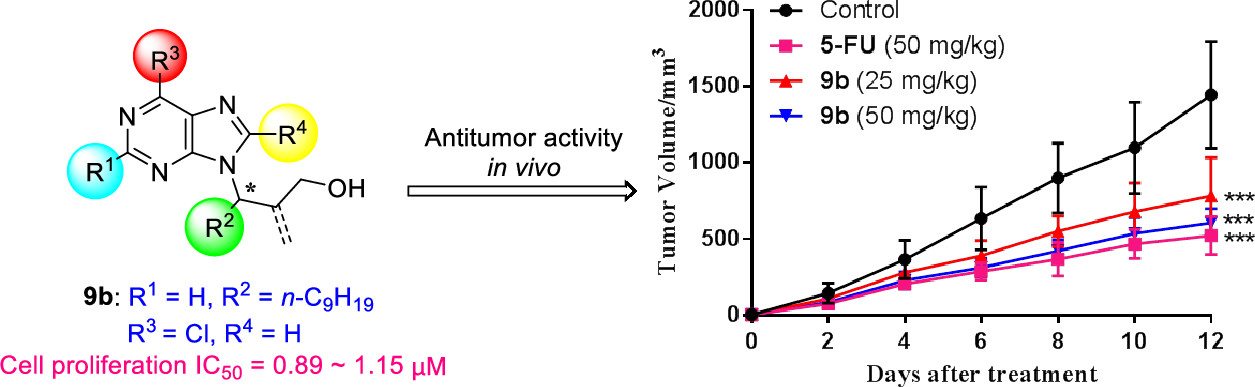 R³
N
N
R⁴
R¹
N
N
*
OH
R²
9b: R¹ = H, R² = n-C₉H₁₉
R³ = Cl, R⁴ = H
Cell proliferation IC₅₀ = 0.89 ~ 1.15 μM
Antitumor activity
in vivo
Tumor Volume/mm³
2000
1500
1000
500
0
Control
5-FU (50 mg/kg)
9b (25 mg/kg)
9b (50 mg/kg)
***
***
***
0 2 4 6 8 10 12
Days after treatment